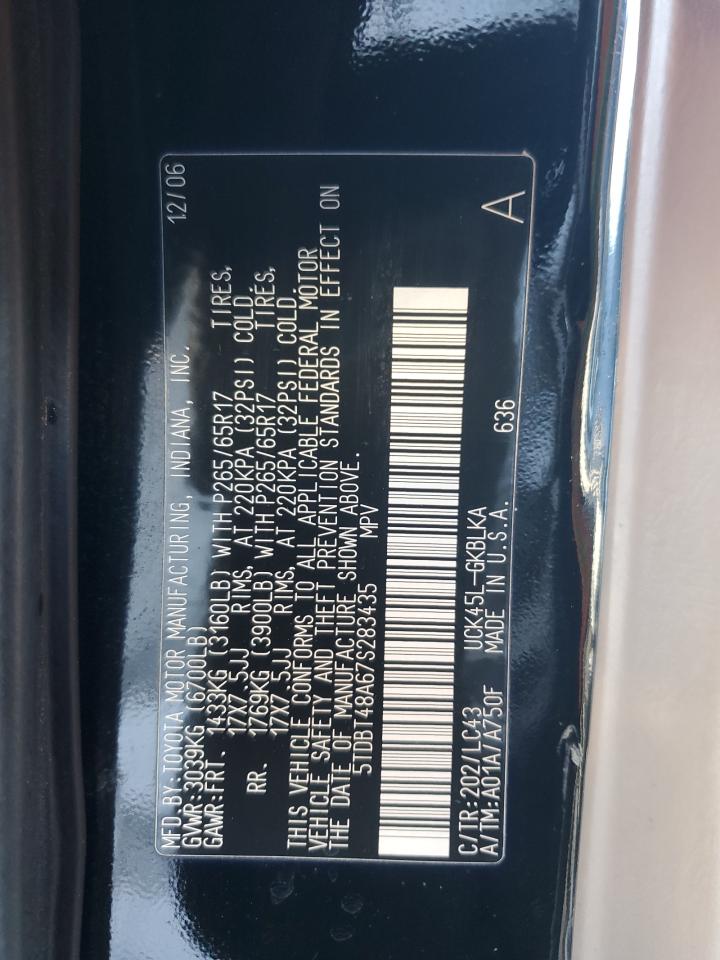 MFD.BY:TOYOTA MOTOR MANUFACTURING, INDIANA, INC. 12/06
GVWR:3039KG (6700LB)
GAWR:FRT. 1433KG (3160LB) WITH P265/65R17 TIRES,
17X7.5JJ RIMS, AT 220KPA (32PSI) COLD.
RR. 1769KG (3900LB) WITH P265/65R17 TIRES,
17X7.5JJ RIMS, AT 220KPA (32PSI) COLD.
THIS VEHICLE CONFORMS TO ALL APPLICABLE FEDERAL MOTOR
VEHICLE SAFETY AND THEFT PREVENTION STANDARDS IN EFFECT ON
THE DATE OF MANUFACTURE SHOWN ABOVE.
5TDBT48A67S283435 MPV
C/TR:202/LC43 UCK45L-GKBLKA
A/TM:A01A/A750F MADE IN U.S.A. 636 A